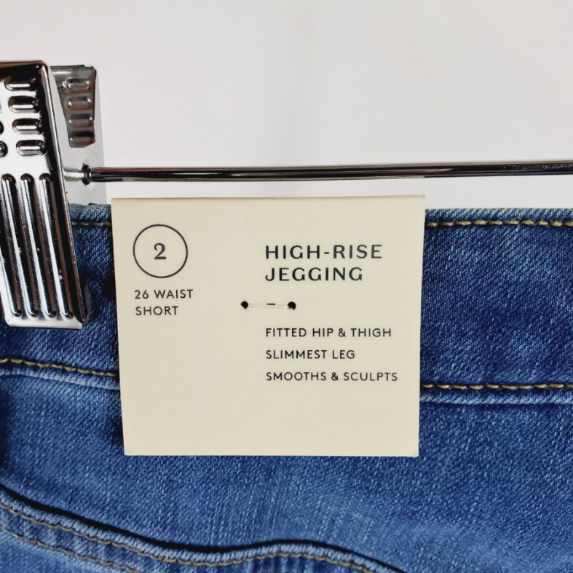 2
26 WAIST
SHORT
HIGH-RISE
JEGGING
FITTED HIP & THIGH
SLIMMEST LEG
SMOOTHS & SCULPTS